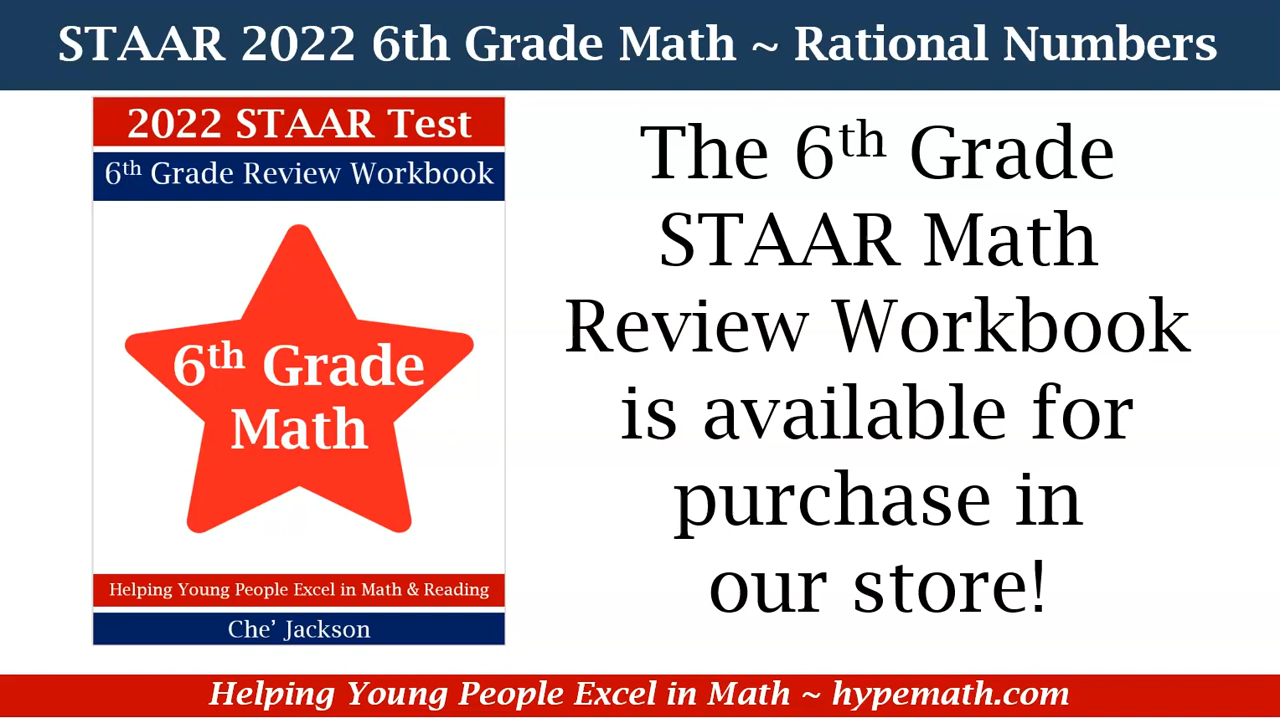 STAAR 2022 6th Grade Math ~ Rational Numbers
2022 STAAR Test
6th Grade Review Workbook
6th Grade
Math
Helping Young People Excel in Math & Reading
Che’ Jackson
The 6th Grade
STAAR Math
Review Workbook
is available for
purchase in
our store!
Helping Young People Excel in Math ~ hypemath.com